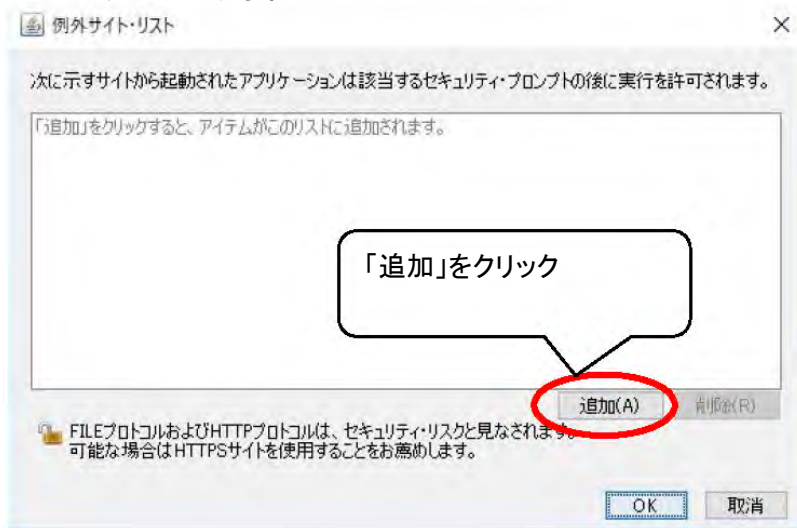 例外サイト・リスト
次に示すサイトから起動されたアプリケーションは該当するセキュリティ・プロンプトの後に実行を許可されます。
「追加」をクリックすると、アイテムがこのリストに追加されます。
「追加」をクリック
追加(A)
削除(R)
FILEプロトコルおよびHTTPプロトコルは、セキュリティ・リスクと見なされます。
可能な場合はHTTPSサイトを使用することをお薦めします。
OK
取消